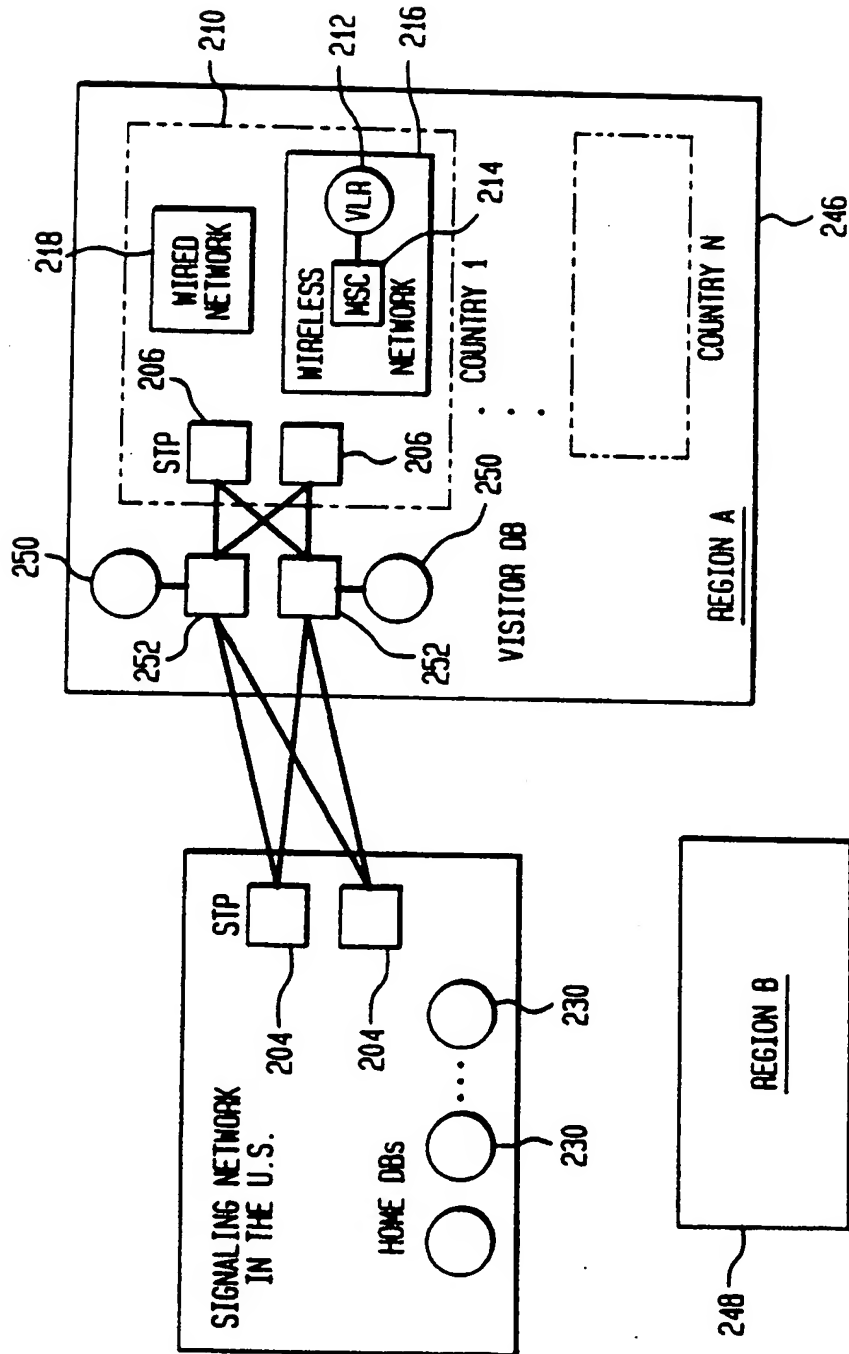 SIGNALING NETWORK
IN THE U.S.
STP
204
204
HOME DBs
230
230
REGION B
248
250
252
252
250
VISITOR DB
STP
206
206
218
WIRED
NETWORK
210
WIRELESS
NETWORK
MSC
VLR
212
214
216
COUNTRY 1
COUNTRY N
REGION A
246